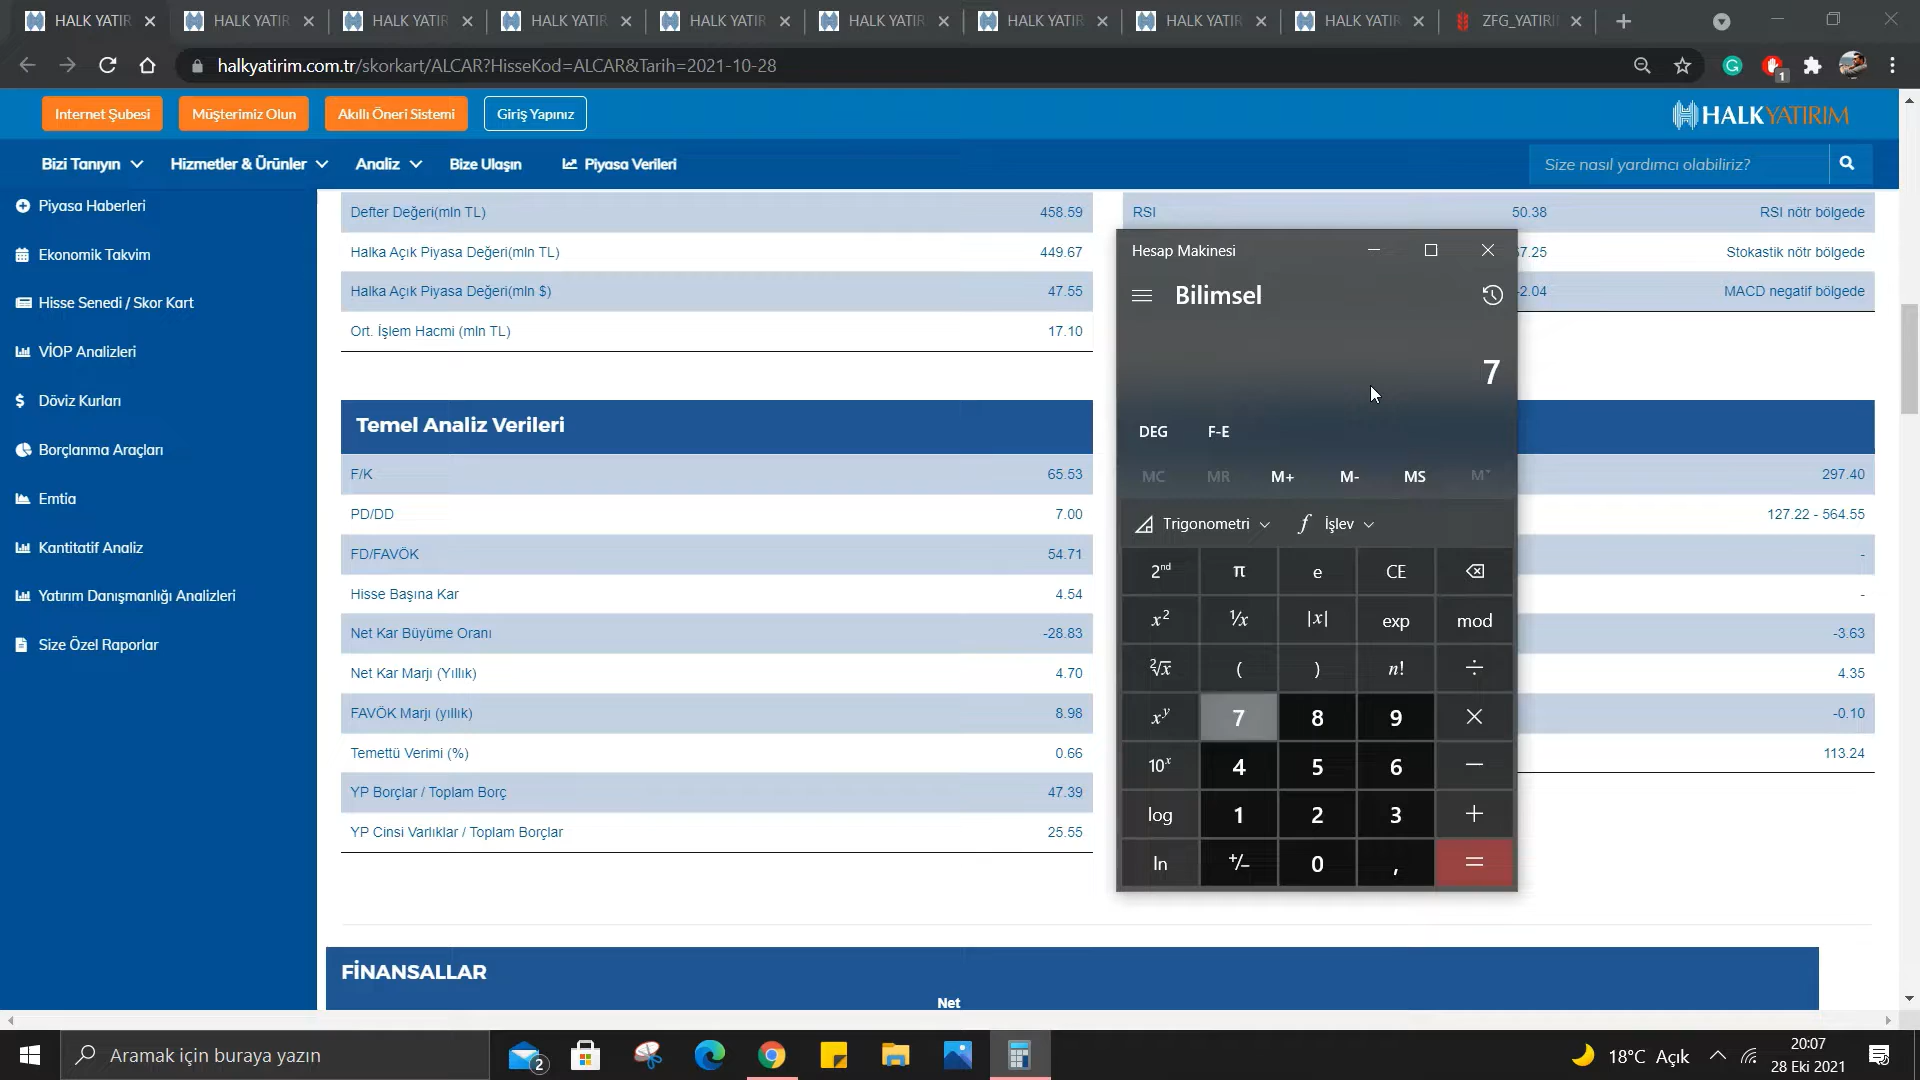 HALK YATIRI
HALK YATIR
HALK YATIR
HALK YATIR
HALK YATIR
HALK YATIR
HALK YATIR
HALK YATIR
HALK YATIR
ZFG_YATIRI
halkyatirim.com.tr/skorkart/ALCAR?HisseKod=ALCAR&Tarih=2021-10-28
1
Internet Şubesi
Müşterimiz Olun
Akıllı Öneri Sistemi
Giriş Yapınız
HALKYATIRIM
Bizi Tanıyın
Hizmetler & Ürünler
Analiz
Bize Ulaşın
Piyasa Verileri
Size nasıl yardımcı olabiliriz?
Piyasa Haberleri
Ekonomik Takvim
Hisse Senedi / Skor Kart
VİOP Analizleri
Döviz Kurları
Borçlanma Araçları
Emtia
Kantitatif Analiz
Yatırım Danışmanlığı Analizleri
Size Özel Raporlar
Defter Değeri(mln TL) 458.59
Halka Açık Piyasa Değeri(mln TL) 449.67
Halka Açık Piyasa Değeri(mln $) 47.55
Ort. İşlem Hacmi (mln TL) 17.10
RSI 50.38 RSI nötr bölgede
7.25 Stokastik nötr bölgede
-2.04 MACD negatif bölgede
Temel Analiz Verileri
F/K 65.53
PD/DD 7.00
FD/FAVÖK 54.71
Hisse Başına Kar 4.54
Net Kar Büyüme Oranı -28.83
Net Kar Marjı (Yıllık) 4.70
FAVÖK Marjı (yıllık) 8.98
Temettü Verimi (%) 0.66
YP Borçlar / Toplam Borç 47.39
YP Cinsi Varlıklar / Toplam Borçlar 25.55
297.40
127.22 - 564.55
-
-
-3.63
4.35
-0.10
113.24
Hesap Makinesi
Bilimsel
7
DEG F-E
MC MR M+ M- MS M˅
Trigonometri f İşlev
2nd π e CE
x² ¹/x |x| exp mod
²√x ( ) n! ÷
xʸ 7 8 9 ×
10ˣ 4 5 6 −
log 1 2 3 +
ln +/− 0 , =
FİNANSALLAR
Net
Aramak için buraya yazın
2
18°C Açık
20:07
28 Eki 2021